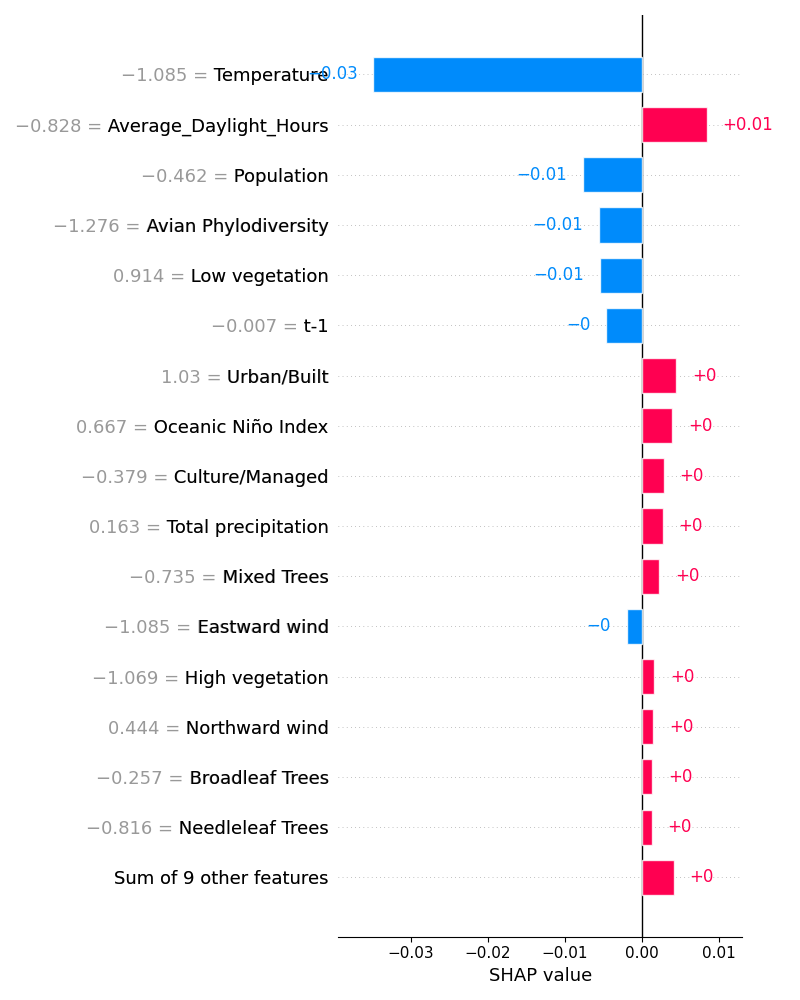 −1.085 = Temperature −0.03
−0.828 = Average_Daylight_Hours +0.01
−0.462 = Population −0.01
−1.276 = Avian Phylodiversity −0.01
0.914 = Low vegetation −0.01
−0.007 = t-1 −0
1.03 = Urban/Built +0
0.667 = Oceanic Niño Index +0
−0.379 = Culture/Managed +0
0.163 = Total precipitation +0
−0.735 = Mixed Trees +0
−1.085 = Eastward wind −0
−1.069 = High vegetation +0
0.444 = Northward wind +0
−0.257 = Broadleaf Trees +0
−0.816 = Needleleaf Trees +0
Sum of 9 other features +0
−0.03 −0.02 −0.01 0.00 0.01
SHAP value